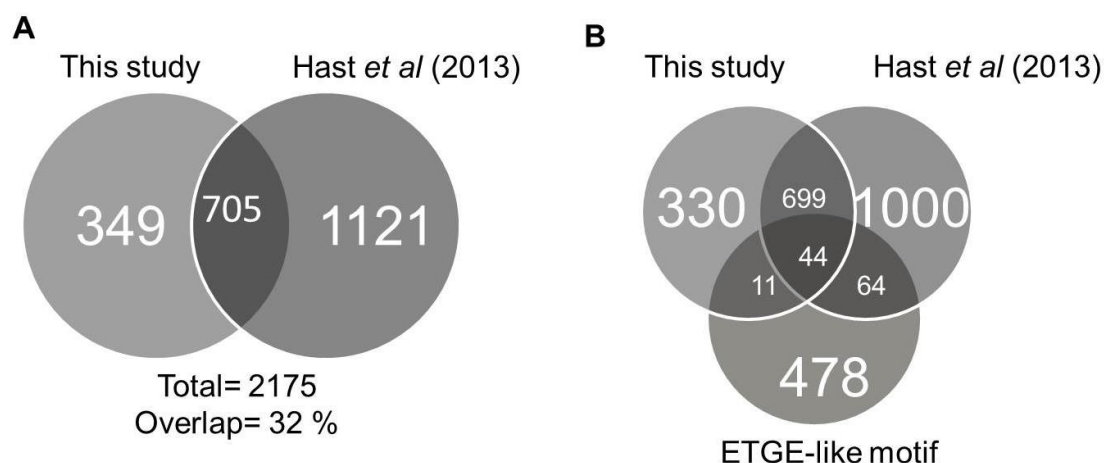 A
This study
Hast et al (2013)
349
705
1121
Total= 2175
Overlap= 32 %
B
This study
Hast et al (2013)
330
699
1000
44
11
64
478
ETGE-like motif